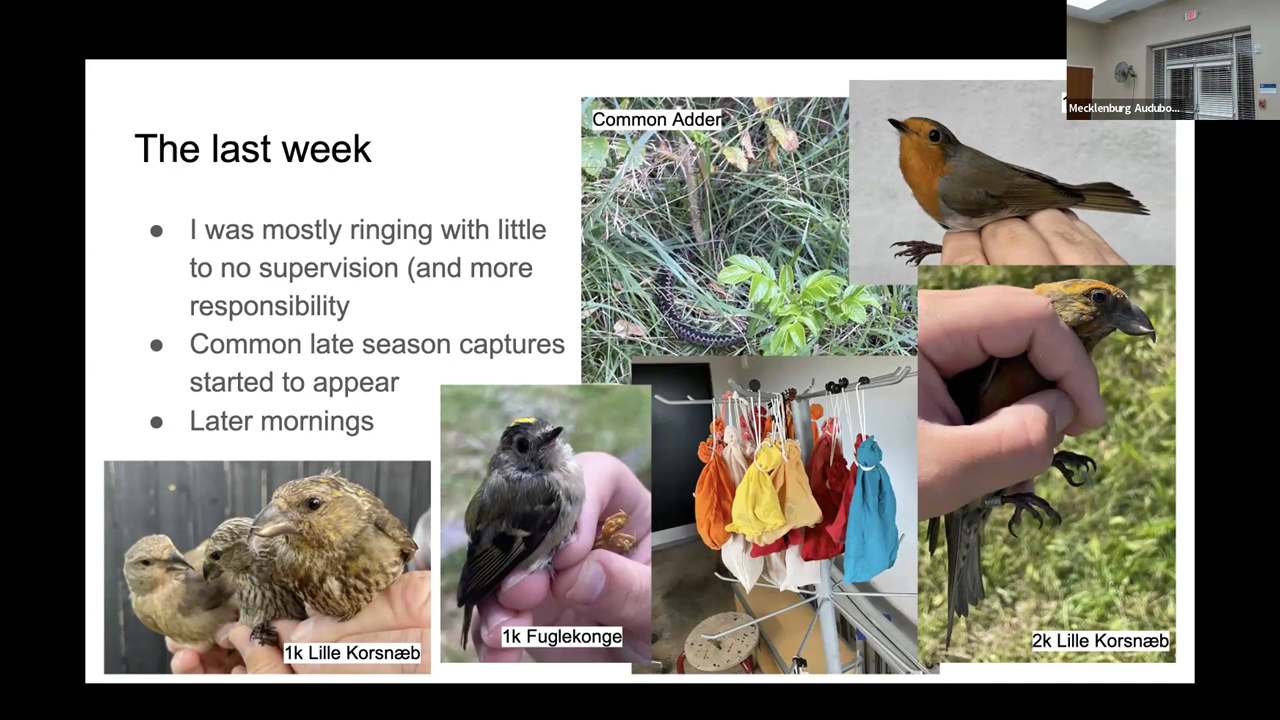 The last week
● I was mostly ringing with little
to no supervision (and more
responsibility
● Common late season captures
started to appear
● Later mornings
Common Adder
1k Lille Korsnæb
1k Fuglekonge
2k Lille Korsnæb
Mecklenburg Audubo...